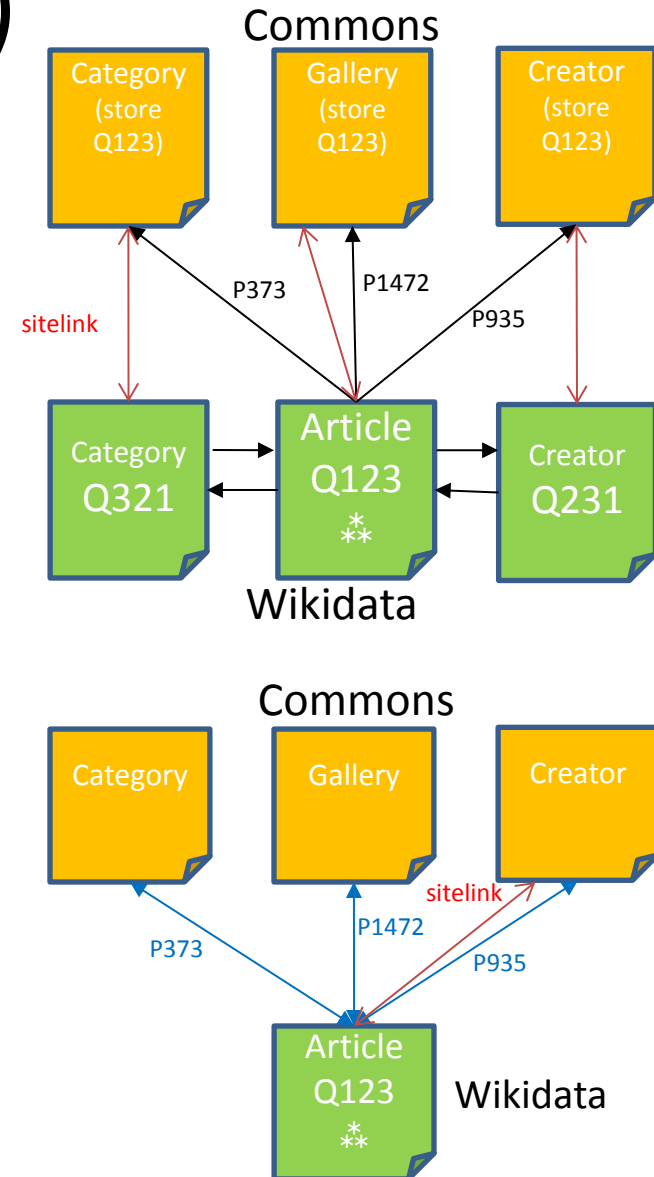 Commons
Category
(store
Q123)
Gallery
(store
Q123)
Creator
(store
Q123)
P373
P1472
P935
sitelink
Category
Q321
Article
Q123
⁂
Creator
Q231
Wikidata
Commons
Category
Gallery
Creator
sitelink
P373
P1472
P935
Article
Q123
⁂
Wikidata